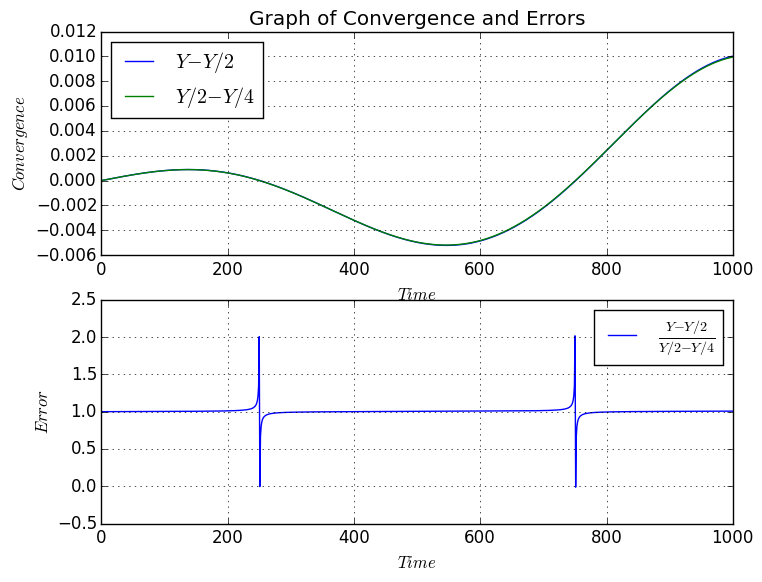 Graph of Convergence and Errors
0.012
0.010
0.008
0.006
0.004
0.002
0.000
−0.002
−0.004
−0.006
Convergence
Y−Y/2
Y/2−Y/4
0 200 400 600 800 1000
Time
2.5
2.0
1.5
1.0
0.5
0.0
−0.5
Error
Y−Y/2
Y/2−Y/4
0 200 400 600 800 1000
Time